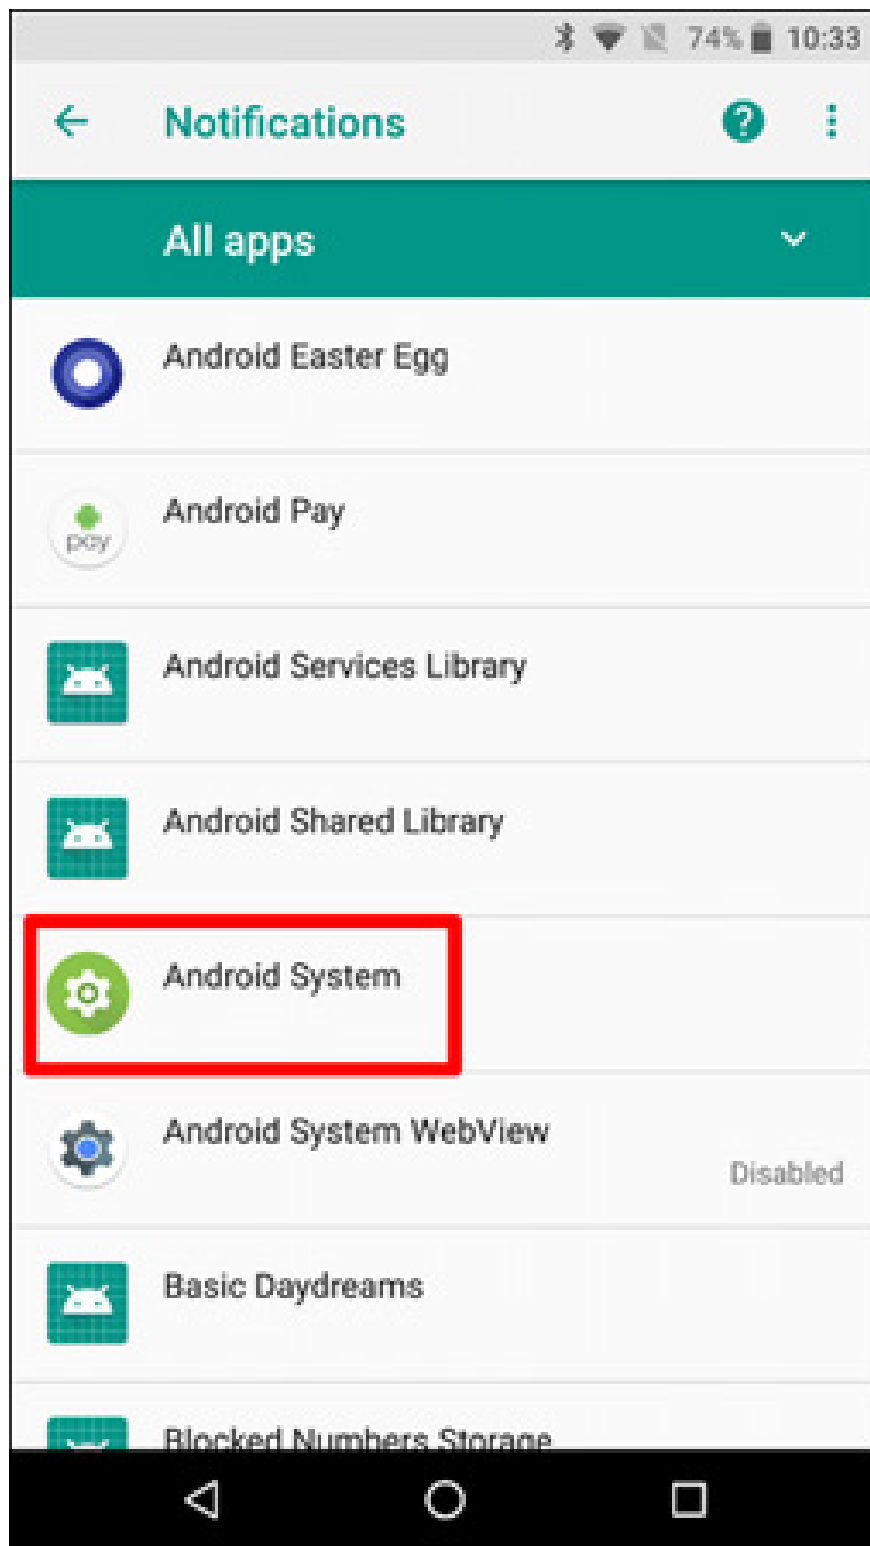 74% 10:33
Notifications ?
All apps
Android Easter Egg
Android Pay
pay
Android Services Library
Android Shared Library
Android System
Android System WebView
Disabled
Basic Daydreams
Blocked Numbers Storage